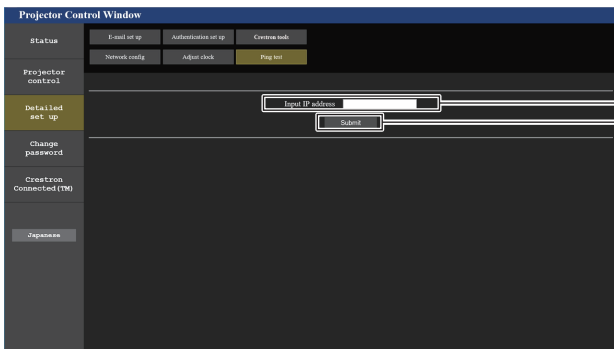 Projector Control Window
Status
E-mail set up
Authentication set up
Crestron tools
Network config
Adjust clock
Ping test
Projector
control
Detailed
set up
Input IP address
Submit
Change
password
Crestron
Connected(TM)
Japanese